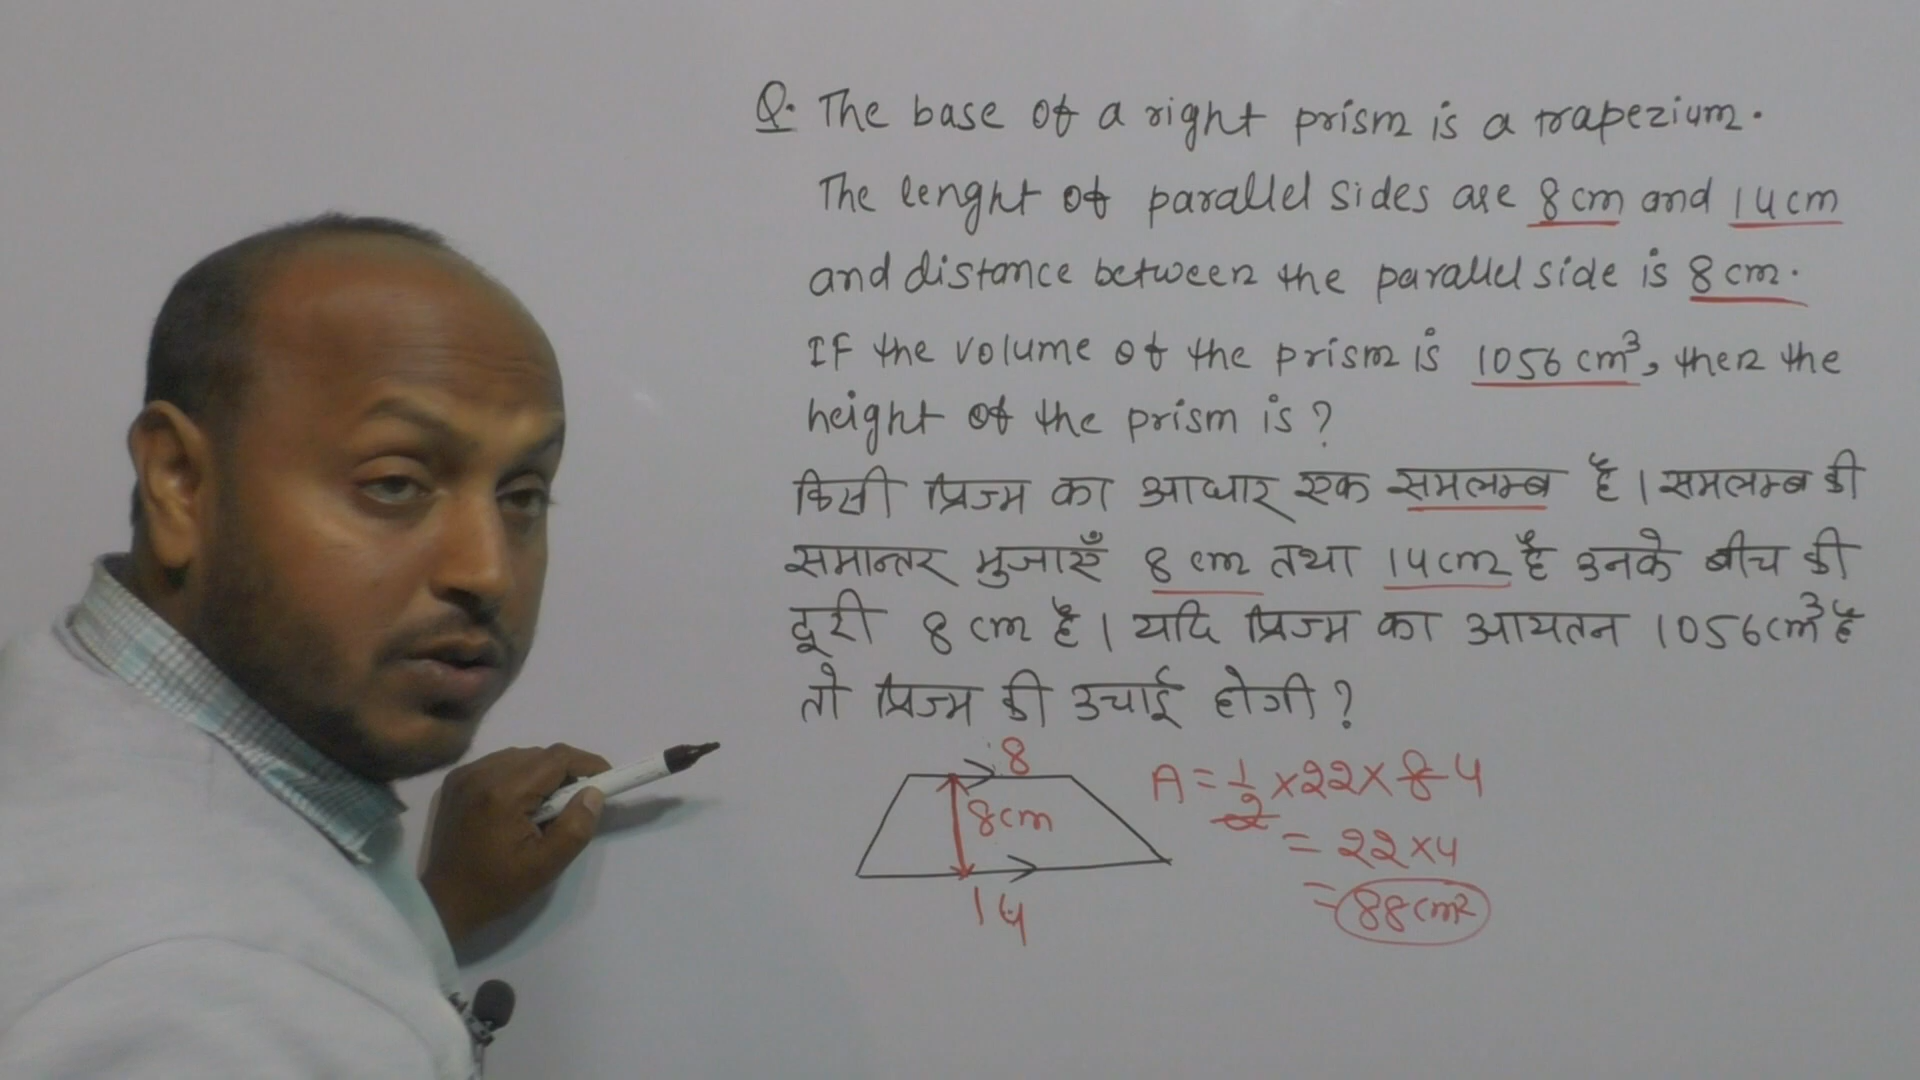 Q. The base of a right prism is a trapezium.
The lenght of parallel sides are 8 cm and 14 cm
and distance between the parallel side is 8 cm.
If the volume of the prism is 1056 cm³, then the
height of the prism is ?
किसी प्रिज्म का आधार एक समलम्ब है । समलम्ब की
समान्तर भुजाएँ 8 cm तथा 14 cm है उनके बीच की
दूरी 8 cm है । यदि प्रिज्म का आयतन 1056 cm³ है
तो प्रिज्म की उचाई होगी ?
8
8cm
14
A = 1/2 × 22 × 8 4
= 22 × 4
= 88 cm²